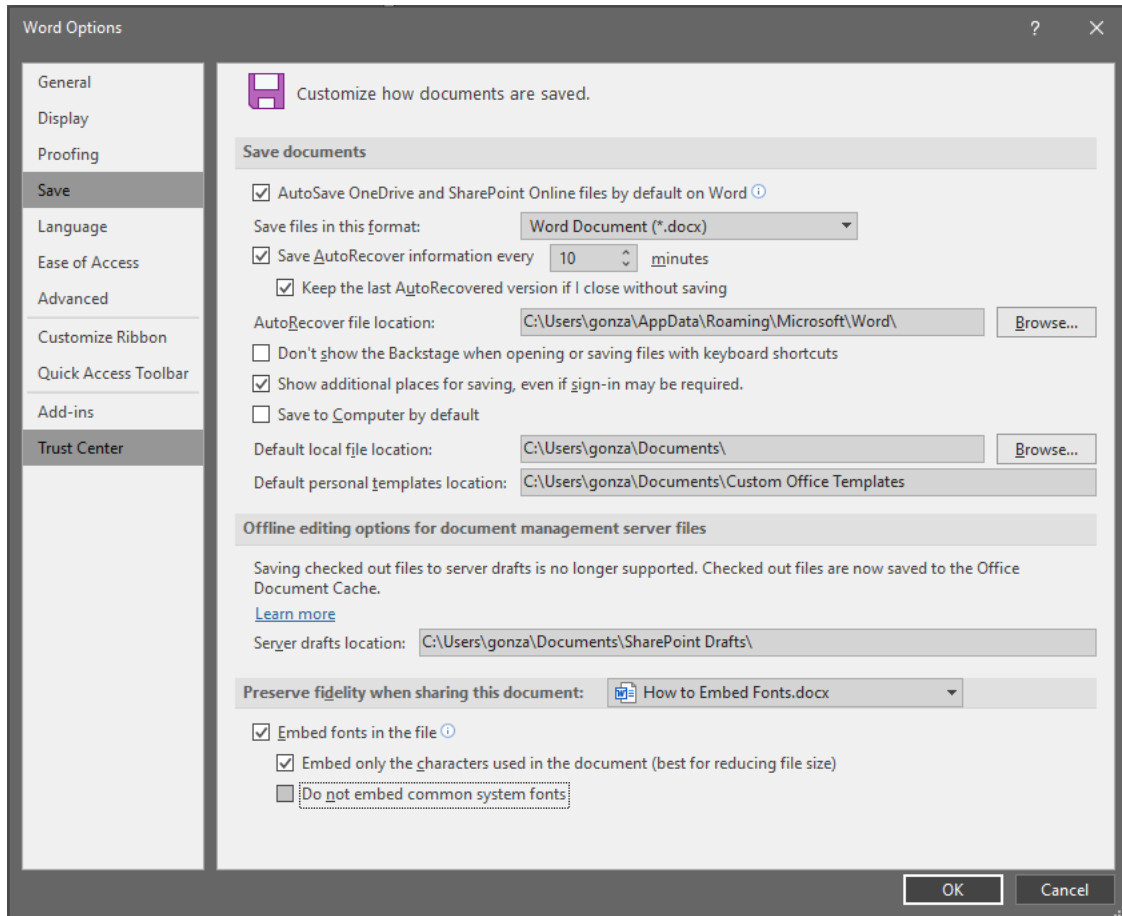 Word Options
?
General
Display
Proofing
Save
Language
Ease of Access
Advanced
Customize Ribbon
Quick Access Toolbar
Add-ins
Trust Center
Customize how documents are saved.
Save documents
AutoSave OneDrive and SharePoint Online files by default on Word
Save files in this format: Word Document (*.docx)
Save AutoRecover information every 10 minutes
Keep the last AutoRecovered version if I close without saving
AutoRecover file location: C:\Users\gonza\AppData\Roaming\Microsoft\Word\ Browse...
Don't show the Backstage when opening or saving files with keyboard shortcuts
Show additional places for saving, even if sign-in may be required.
Save to Computer by default
Default local file location: C:\Users\gonza\Documents\ Browse...
Default personal templates location: C:\Users\gonza\Documents\Custom Office Templates
Offline editing options for document management server files
Saving checked out files to server drafts is no longer supported. Checked out files are now saved to the Office
Document Cache.
Learn more
Server drafts location: C:\Users\gonza\Documents\SharePoint Drafts\
Preserve fidelity when sharing this document: How to Embed Fonts.docx
Embed fonts in the file
Embed only the characters used in the document (best for reducing file size)
Do not embed common system fonts
OK Cancel